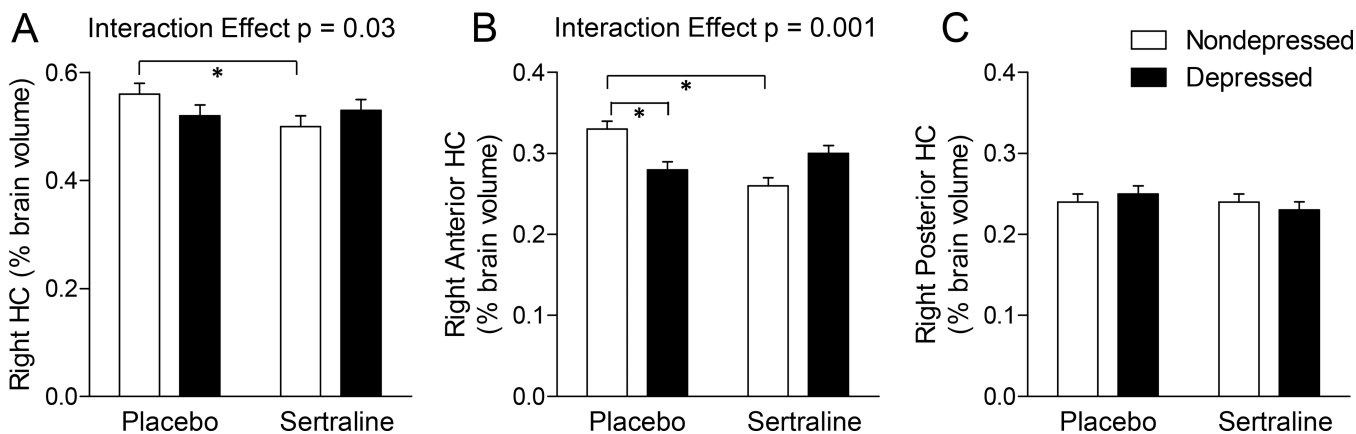 A
Interaction Effect p = 0.03
*
0.6
0.4
0.2
0.0
Right HC (% brain volume)
Placebo
Sertraline
B
Interaction Effect p = 0.001
*
*
0.4
0.3
0.2
0.1
0.0
Right Anterior HC
(% brain volume)
Placebo
Sertraline
C
Nondepressed
Depressed
0.4
0.3
0.2
0.1
0.0
Right Posterior HC
(% brain volume)
Placebo
Sertraline